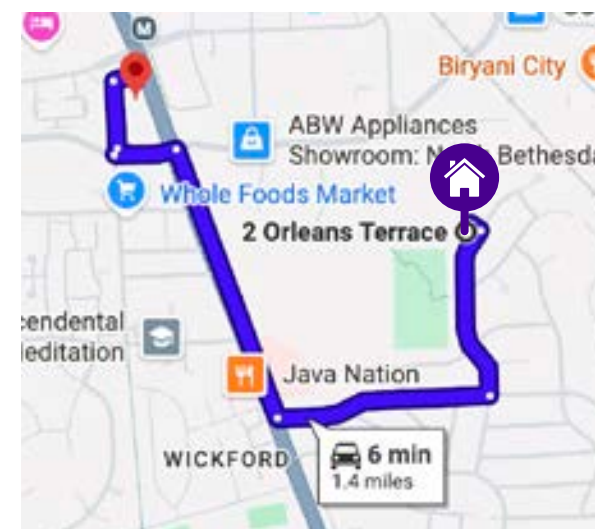 M
Biryani City
ABW Appliances
Showroom: N
Bethesda
Whole Foods Market
2 Orleans Terrace
cendental
editation
Java Nation
WICKFORD
6 min
1.4 miles